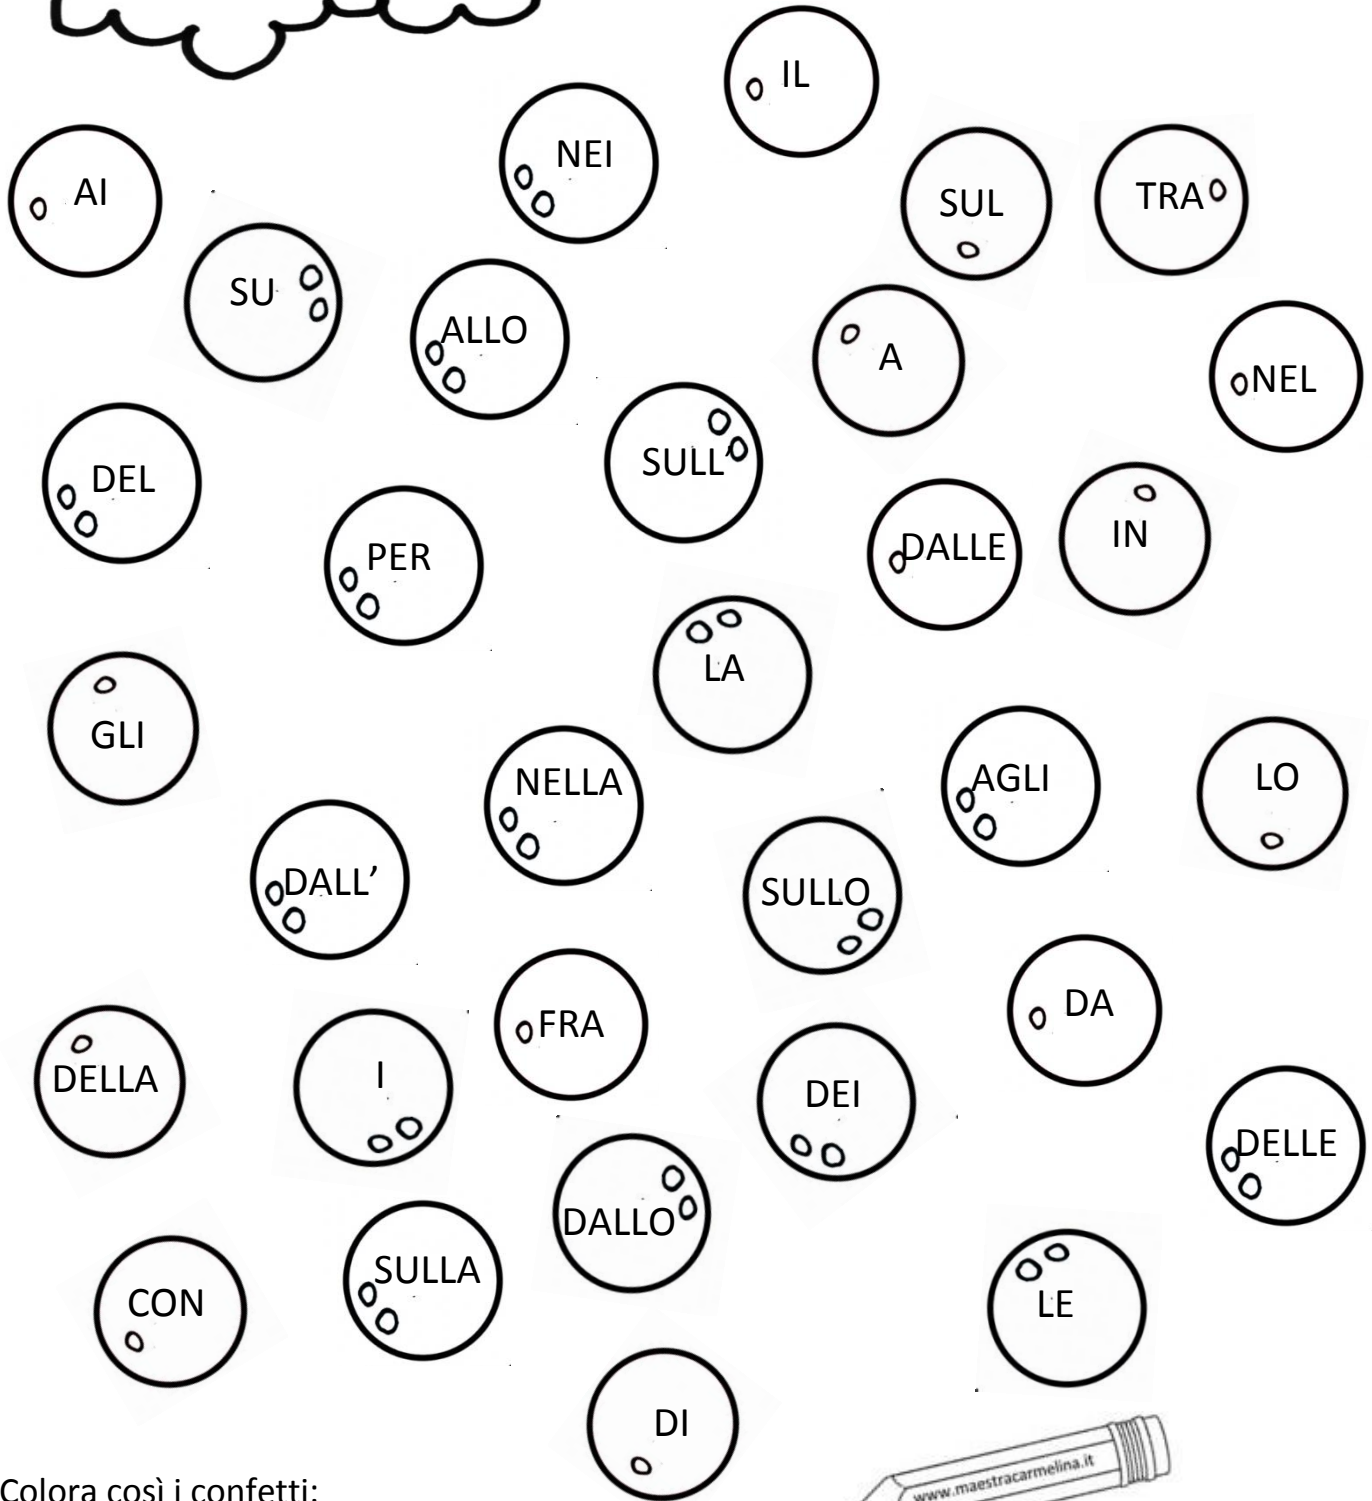 IL
NEI
AI
SUL
TRA
SU
ALLO
A
NEL
SULL'
DEL
PER
DALLE
IN
LA
GLI
NELLA
AGLI
LO
DALL'
SULLO
FRA
DA
DELLA
I
DEI
DELLE
DALLO
SULLA
CON
LE
DI
www.maestracarmelina.it
Colora così i confetti: